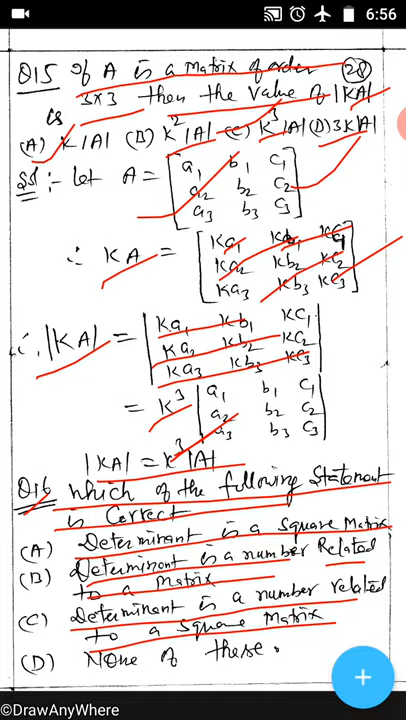 6:56
Q15 If A is a matrix of order (28)
3x3 then the value of |KA|
is
(A) K|A| (B) K²|A| (C) K³|A| (D) 3K|A|
Sol :- let A = [ a₁ b₁ c₁
a₂ b₂ c₂
a₃ b₃ c₃ ]
∴ KA = [ Ka₁ Kb₁ Kc₁
Ka₂ Kb₂ Kc₂
Ka₃ Kb₃ Kc₃ ]
∴ |KA| = | Ka₁ Kb₁ Kc₁
Ka₂ Kb₂ Kc₂
Ka₃ Kb₃ Kc₃ |
= K³ | a₁ b₁ c₁
a₂ b₂ c₂
a₃ b₃ c₃ |
|KA| = K³|A|
Q16 which of the following Statement
is Correct
(A) Determinant is a square Matrix
(B) Determinant is a number Related
to a Matrix
(C) Determinant is a number related
to a square Matrix
(D) None of these.
+
©DrawAnyWhere